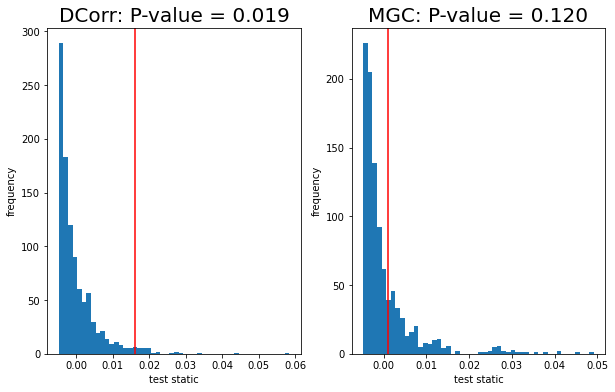 DCorr: P-value = 0.019
300
250
200
150
100
50
0
frequency
0.00 0.01 0.02 0.03 0.04 0.05 0.06
test static
MGC: P-value = 0.120
200
150
100
50
0
frequency
0.00 0.01 0.02 0.03 0.04 0.05
test static